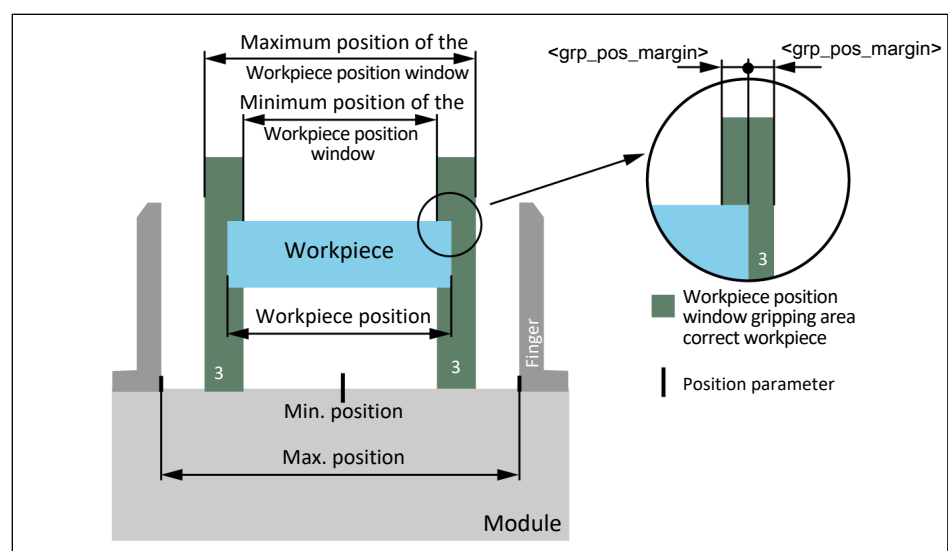 Maximum position of the
Workpiece position window
Minimum position of the
Workpiece position
window
<grp_pos_margin>
<grp_pos_margin>
Workpiece
Workpiece position
Finger
3
3
3
Workpiece position
window gripping area
correct workpiece
Position parameter
Min. position
Max. position
Module